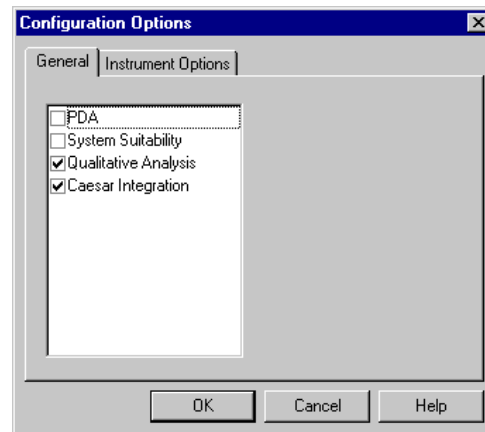 Configuration Options
General Instrument Options
PDA
System Suitability
Qualitative Analysis
Caesar Integration
OK Cancel Help